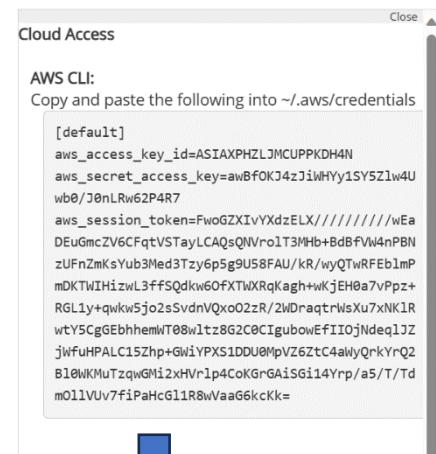 Close
Cloud Access
AWS CLI:
Copy and paste the following into ~/.aws/credentials
[default]
aws_access_key_id=ASIAXPHZLJMCUPPKDH4N
aws_secret_access_key=awBfOKJ4zJiWHYy1SY5Zlw4U
wb0/J0nLRw62P4R7
aws_session_token=FwoGZXIvYXdzELX//////////wEa
DEuGmcZV6CFqtVSTayLCAQsQNVrolT3MHb+BdBfVW4nPBN
zUFnZmKsYub3Med3Tzy6p5g9U58FAU/kR/wyQTwRFEblmP
mDKTWIHizwL3ffSQdkw6OfXTWXRqKagh+wKjEH0a7vPpz+
RGL1y+qwkw5jo2sSvdnVQxoO2zR/2WDraqtrWsXu7xNKlR
wtY5CgGEbhhemWT08wltz8G2C0CIgubowEfIIOjNdeqlJZ
jWfuHPALC15Zhp+GWiYPXS1DDU0MpVZ6ZtC4aWyQrkYrQ2
Bl0WKMuTzqwGMi2xHVrlp4CoKGrGAiSGi14Yrp/a5/T/Td
mOllVUv7fiPaHcGl1R8wVaaG6kcKk=